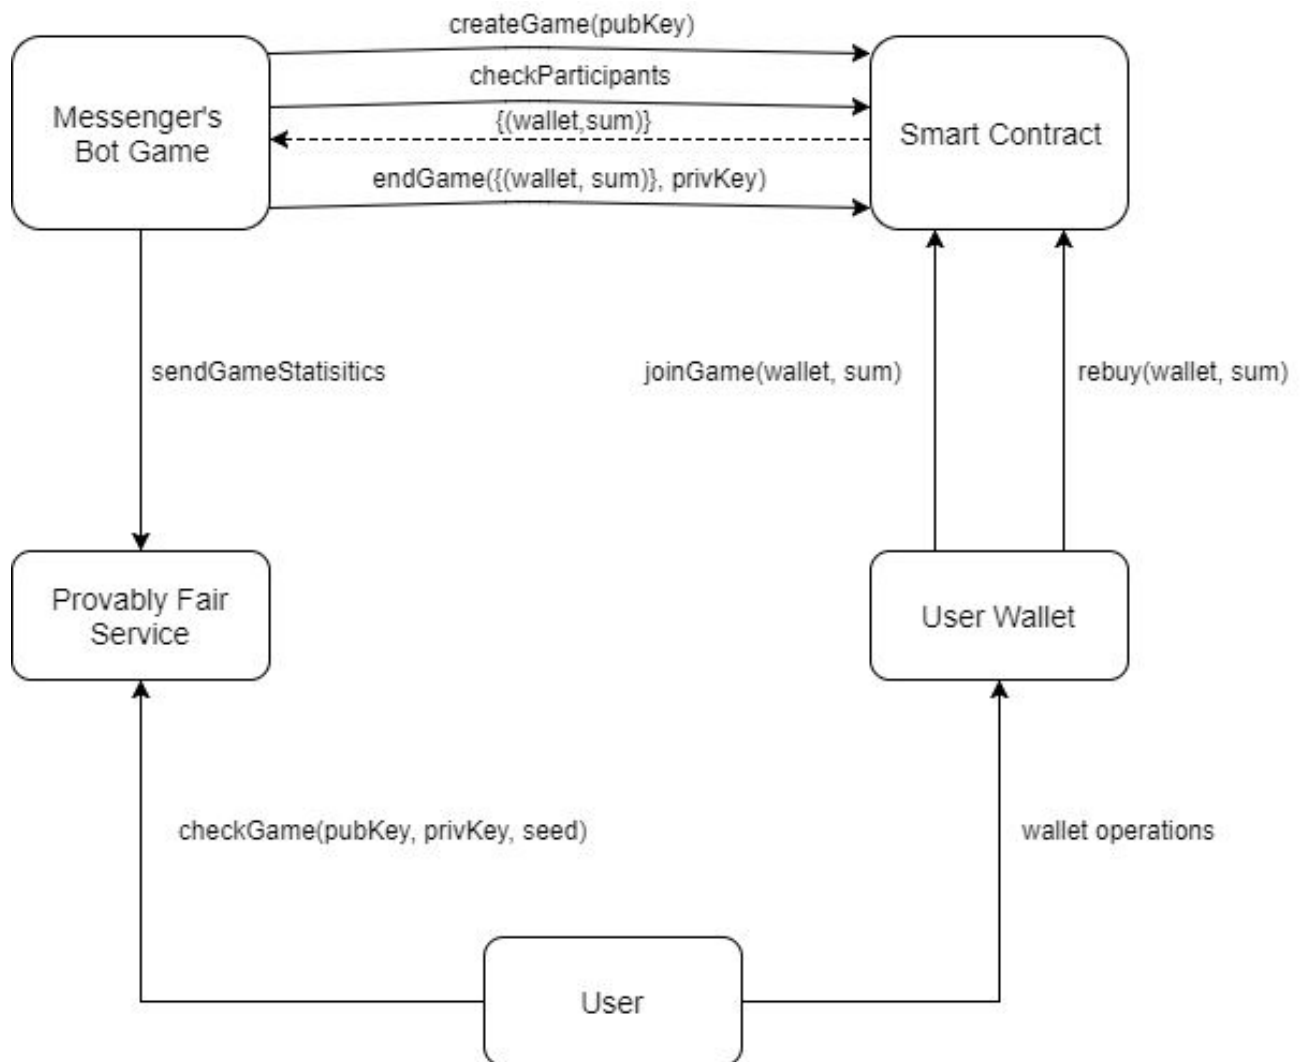 createGame(pubKey)
checkParticipants
{(wallet,sum)}
endGame({(wallet, sum)}, privKey)
Messenger's
Bot Game
Smart Contract
sendGameStatisitics
joinGame(wallet, sum)
rebuy(wallet, sum)
Provably Fair
Service
User Wallet
checkGame(pubKey, privKey, seed)
wallet operations
User